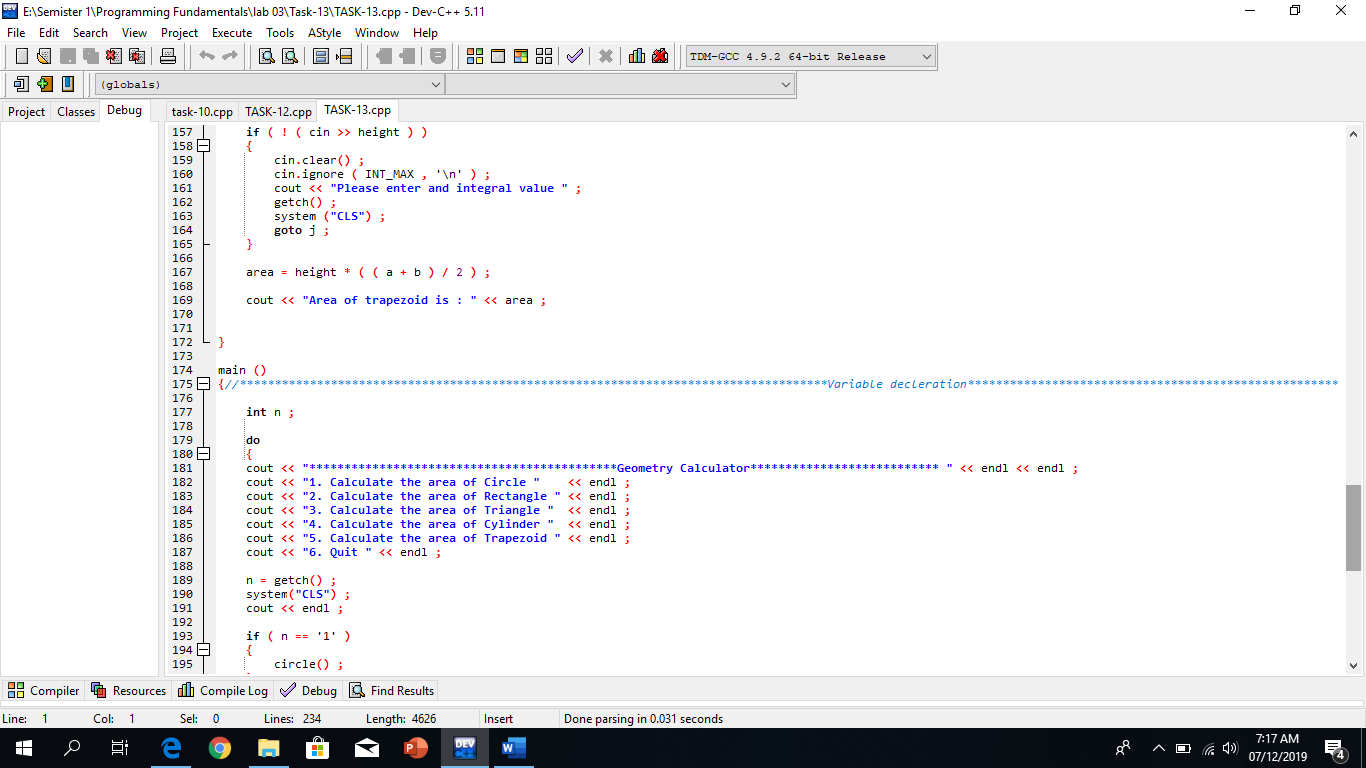 E:\Semister 1\Programming Fundamentals\lab 03\Task-13\TASK-13.cpp - Dev-C++ 5.11
File Edit Search View Project Execute Tools AStyle Window Help
TDM-GCC 4.9.2 64-bit Release
(globals)
Project Classes Debug task-10.cpp TASK-12.cpp TASK-13.cpp
157 if ( ! ( cin >> height ) )
158 {
159 cin.clear() ;
160 cin.ignore ( INT_MAX , '\n' ) ;
161 cout << "Please enter and integral value " ;
162 getch() ;
163 system ("CLS") ;
164 goto j ;
165 }
166
167 area = height * ( ( a + b ) / 2 ) ;
168
169 cout << "Area of trapezoid is : " << area ;
170
171
172 }
173
174 main ()
175 {//************************************************************************************Variable decleration*****************************************************
176
177 int n ;
178
179 do
180 {
181 cout << "********************************************Geometry Calculator*************************** " << endl << endl ;
182 cout << "1. Calculate the area of Circle " << endl ;
183 cout << "2. Calculate the area of Rectangle " << endl ;
184 cout << "3. Calculate the area of Triangle " << endl ;
185 cout << "4. Calculate the area of Cylinder " << endl ;
186 cout << "5. Calculate the area of Trapezoid " << endl ;
187 cout << "6. Quit " << endl ;
188
189 n = getch() ;
190 system("CLS") ;
191 cout << endl ;
192
193 if ( n == '1' )
194 {
195 circle() ;
Compiler Resources Compile Log Debug Find Results
Line: 1 Col: 1 Sel: 0 Lines: 234 Length: 4626 Insert Done parsing in 0.031 seconds
7:17 AM
07/12/2019
4